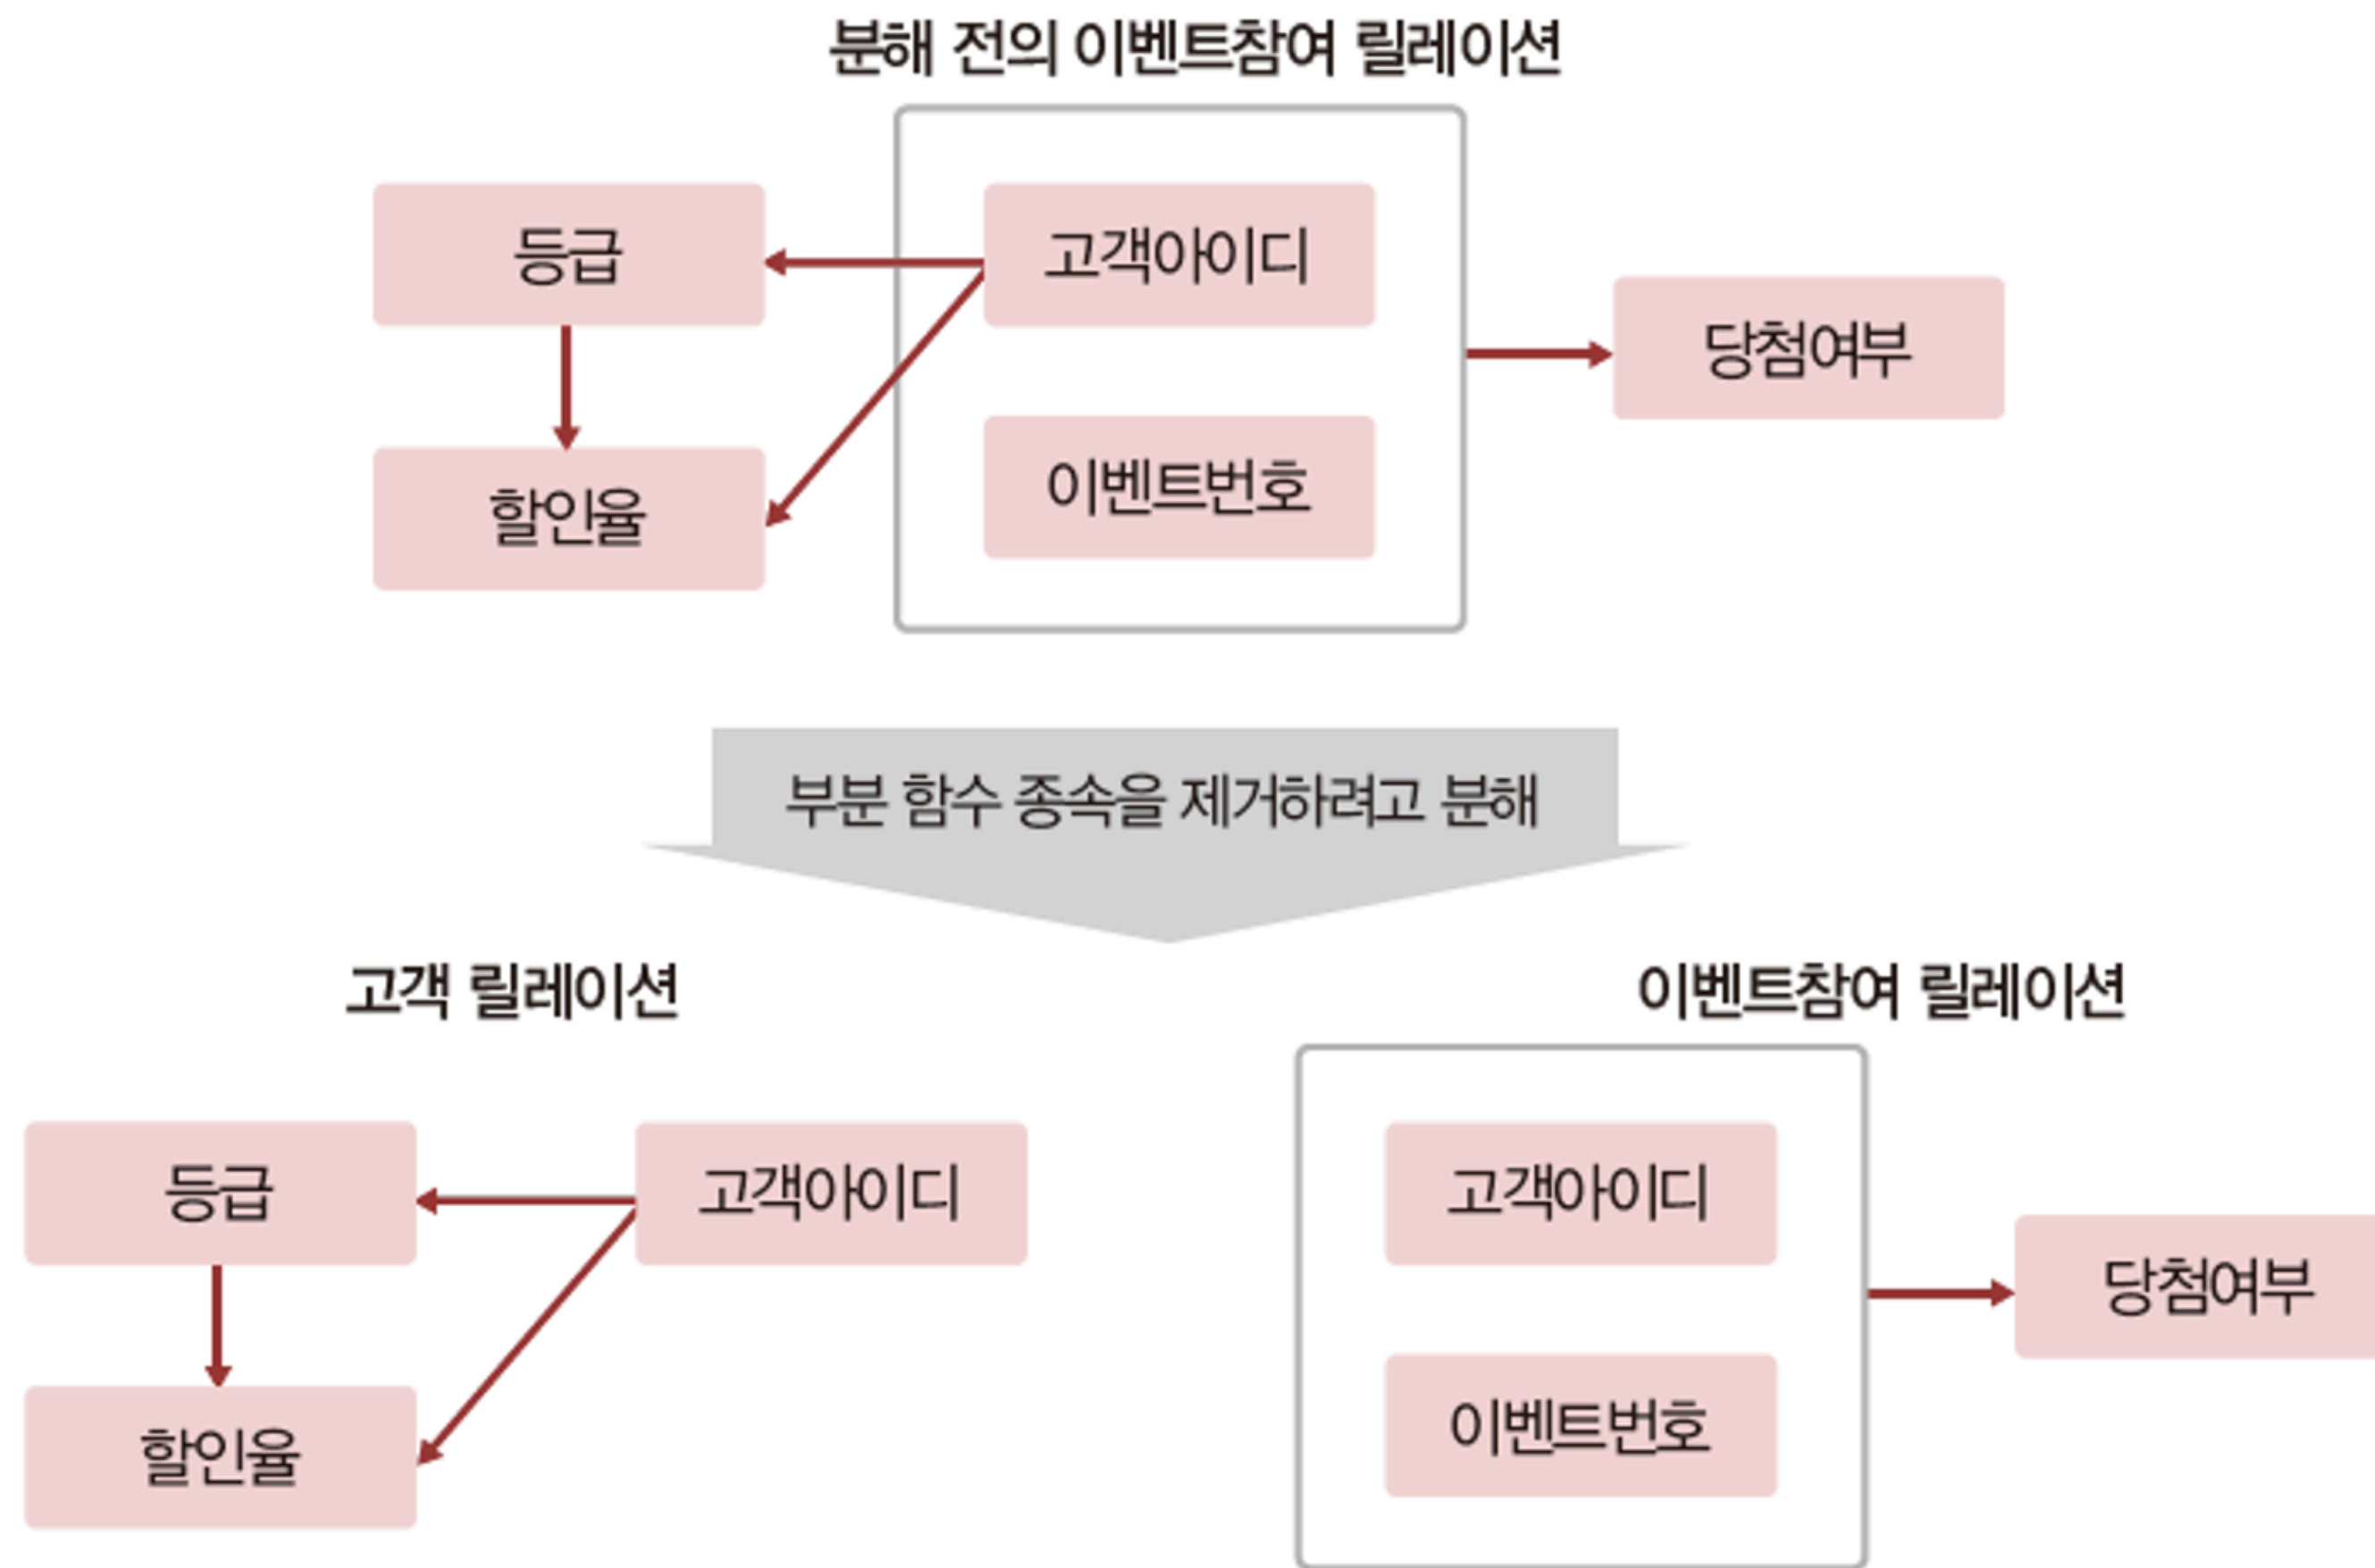 분해 전의 이벤트참여 릴레이션
등급
고객아이디
당첨여부
이벤트번호
할인율
부분 함수 종속을 제거하려고 분해
고객 릴레이션
이벤트참여 릴레이션
등급
고객아이디
할인율
고객아이디
당첨여부
이벤트번호